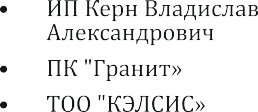 • ИП Керн Владислав
Александрович
• ПК "Гранит»
• ТОО "КЭЛСИС»